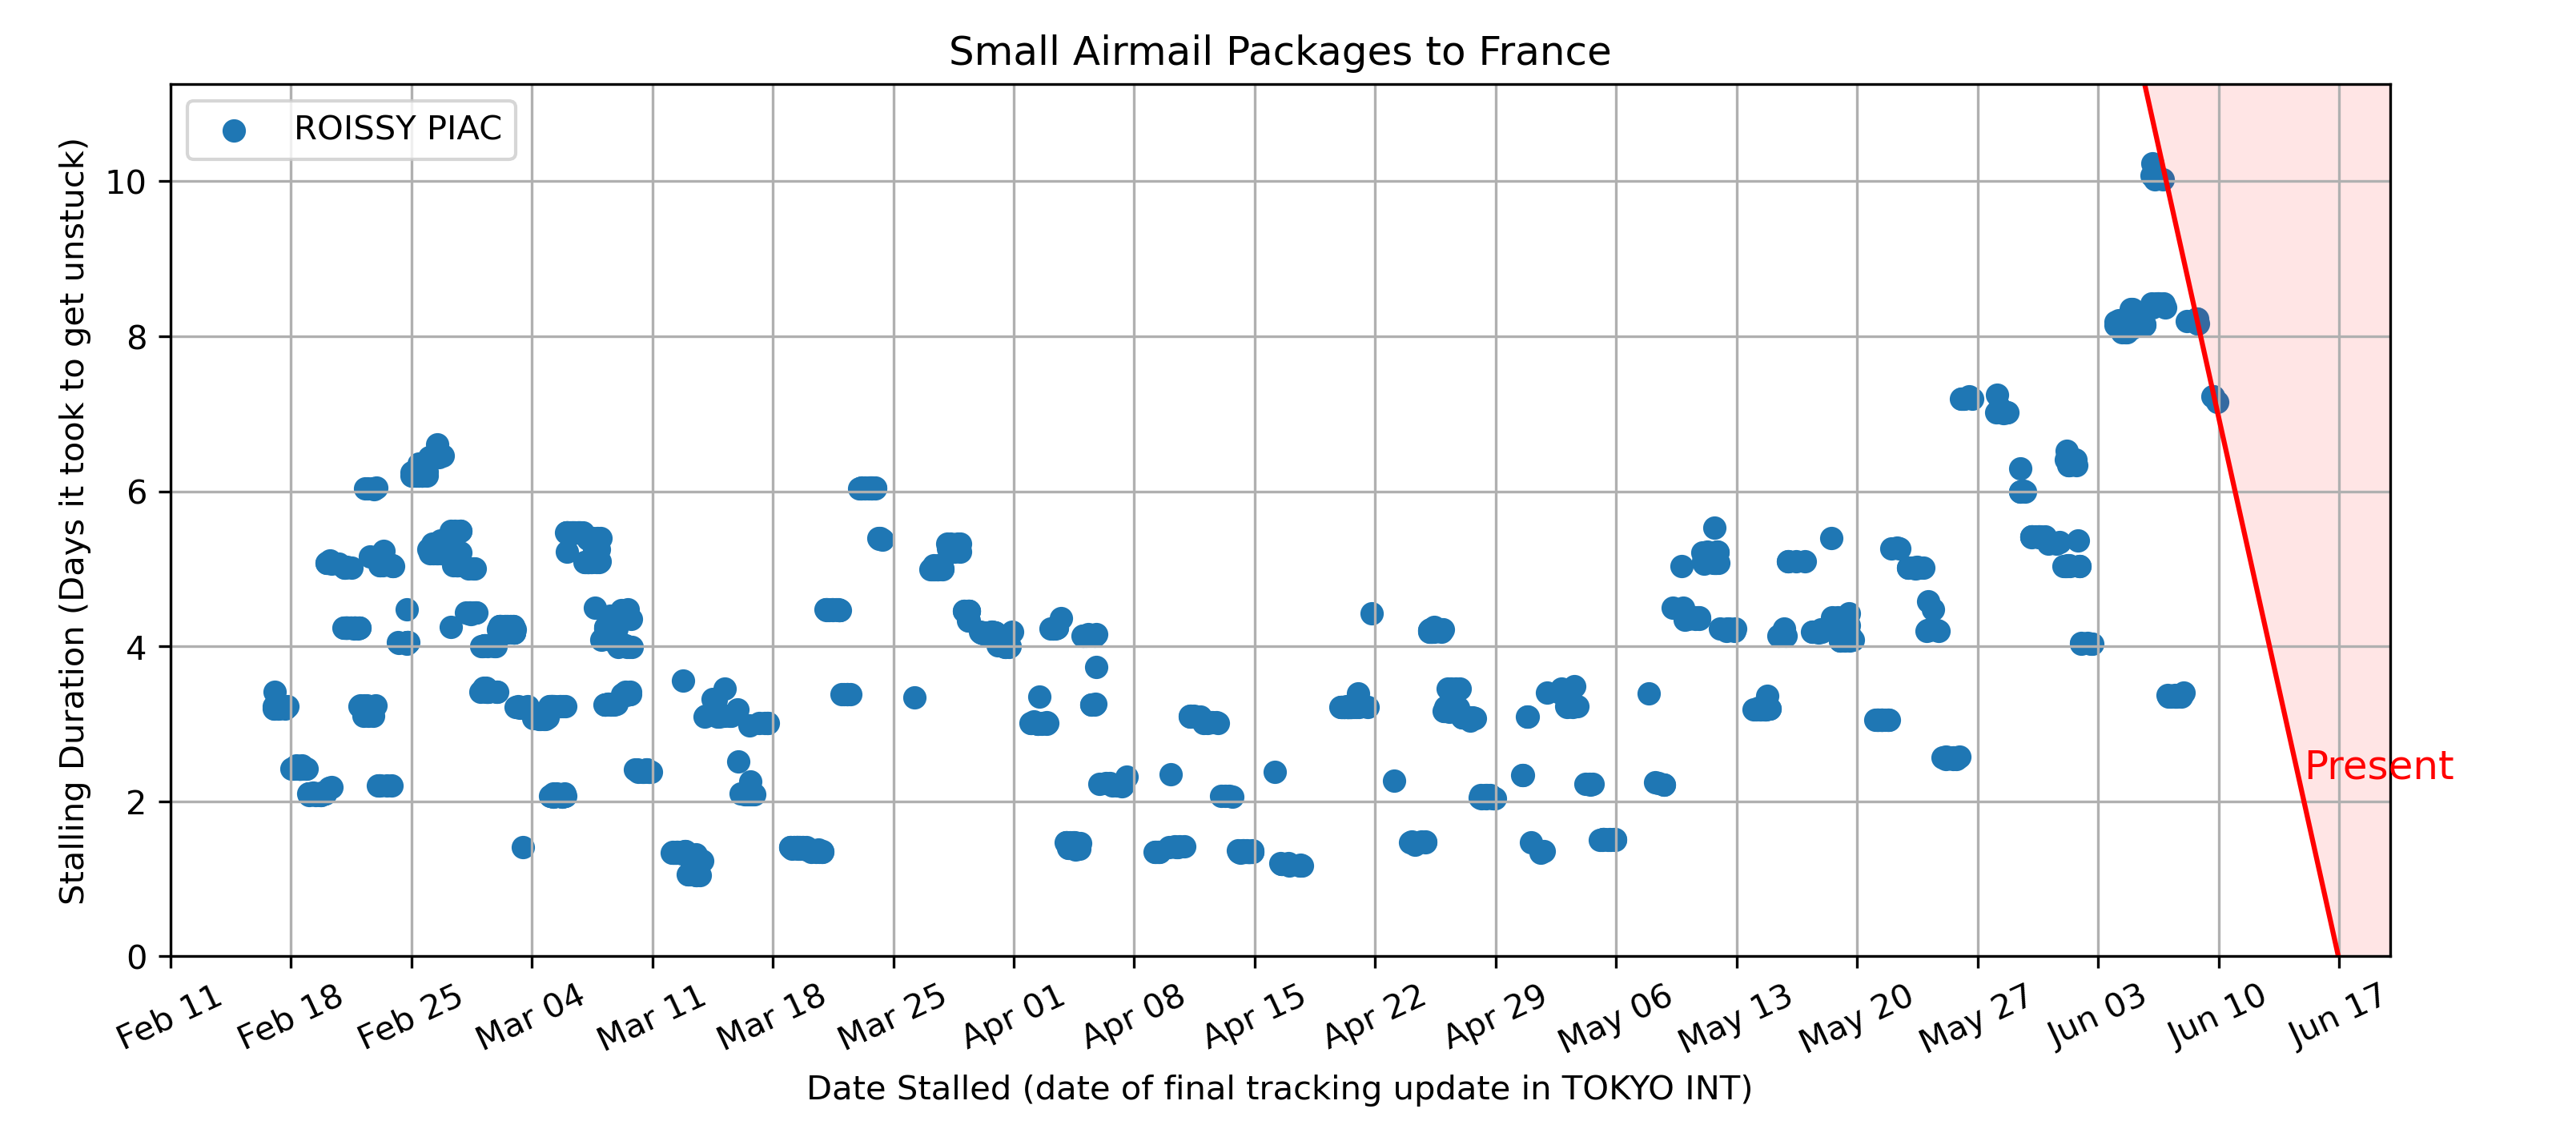 Small Airmail Packages to France
ROISSY PIAC
Stalling Duration (Days it took to get unstuck)
10
8
6
4
2
0
Present
Feb 11
Feb 18
Feb 25
Mar 04
Mar 11
Mar 18
Mar 25
Apr 01
Apr 08
Apr 15
Apr 22
Apr 29
May 06
May 13
May 20
May 27
Jun 03
Jun 10
Jun 17
Date Stalled (date of final tracking update in TOKYO INT)